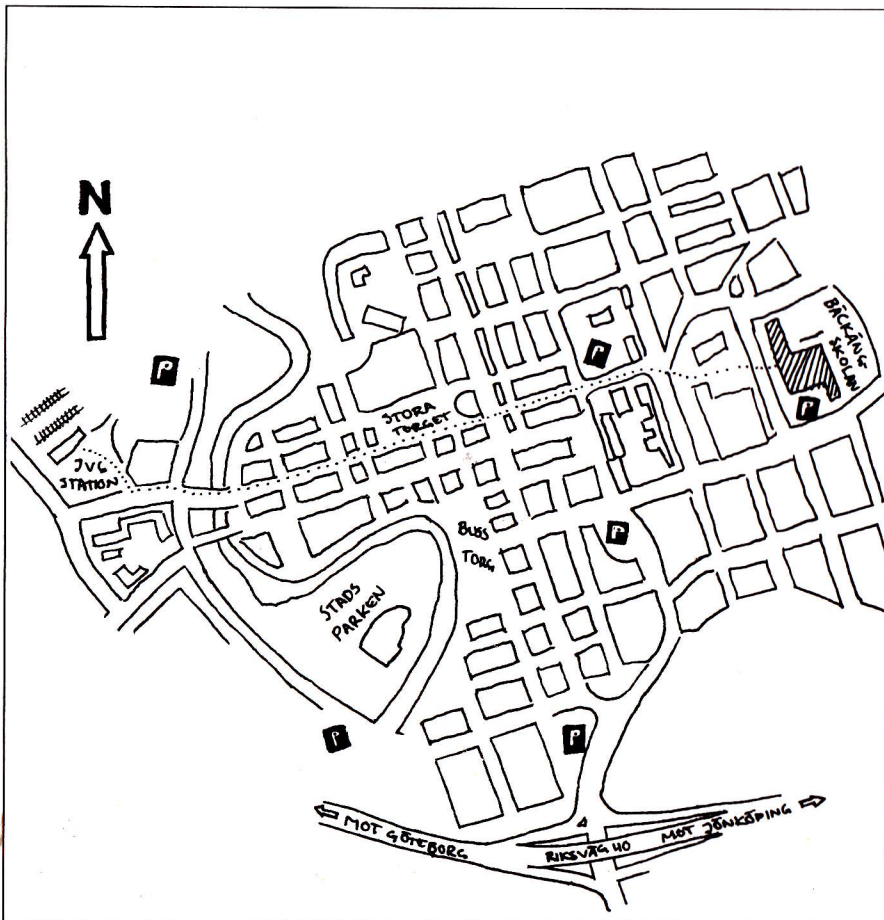 N
P
BÄCKÄNG
SKOLAN
P
P
STORA
TORGET
JVG
STATION
P
BUSS
TORG
STADS
PARKEN
P
P
MOT GÖTEBORG
RIKSVÄG 40
MOT JÖNKÖPING